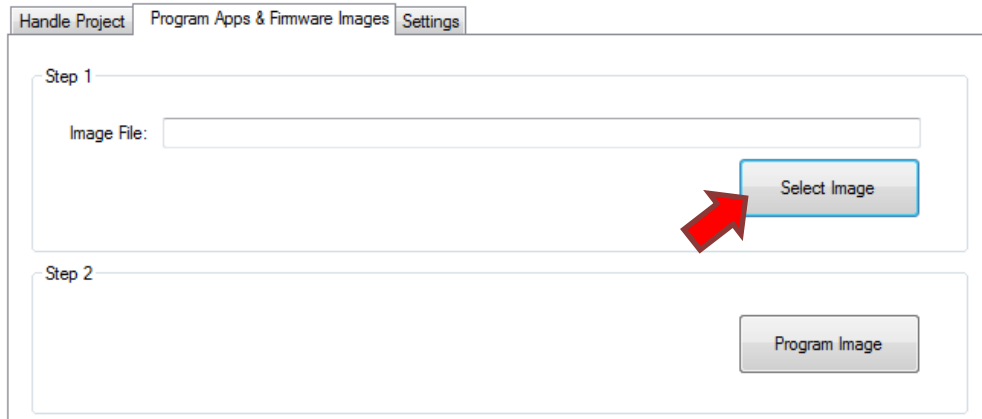 Handle Project Program Apps & Firmware Images Settings
Step 1
Image File:
Select Image
Step 2
Program Image